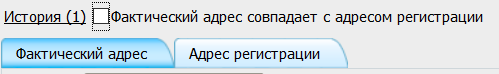 История (1) Фактический адрес совпадает с адресом регистрации
Фактический адрес Адрес регистрации